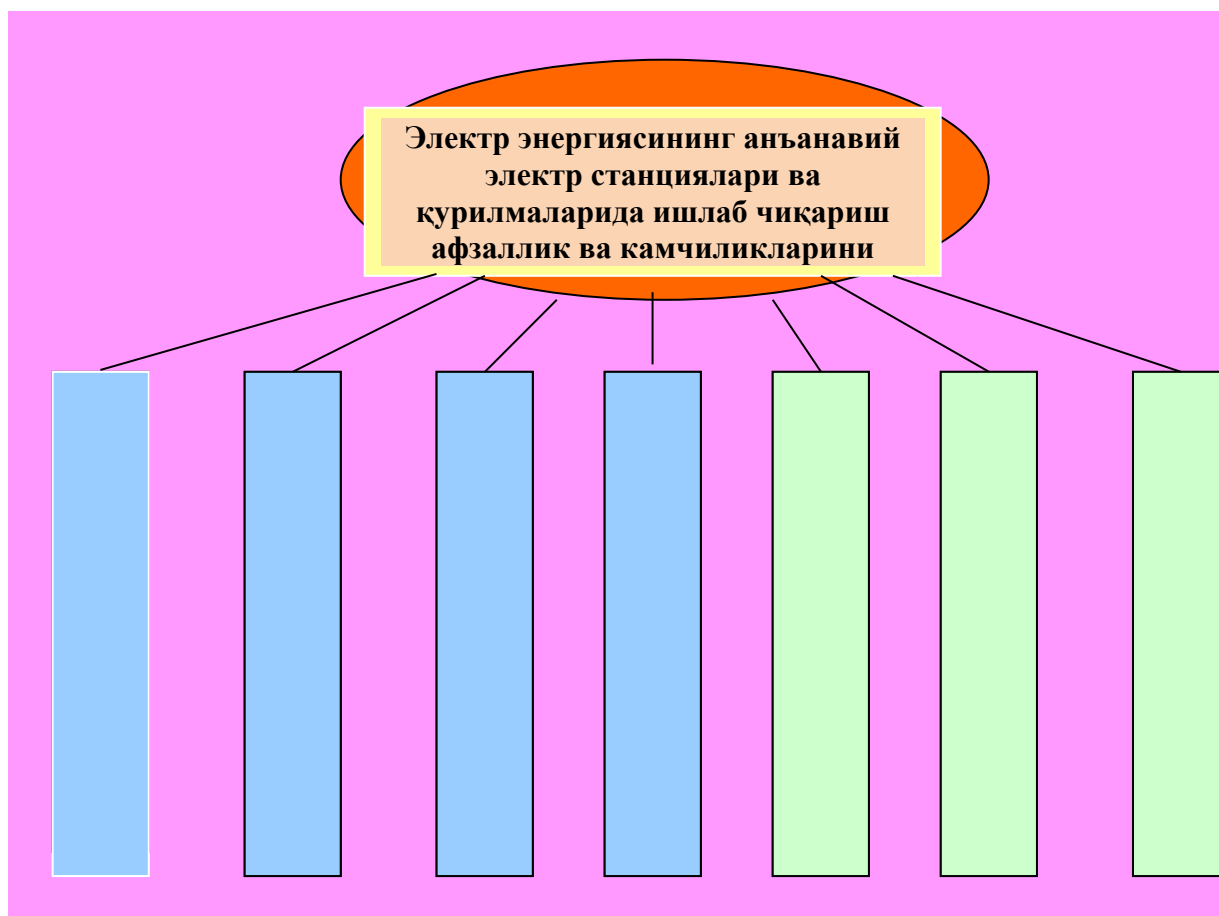 Электр энергиясининг анъанавий
электр станциялари ва
қурилмаларида ишлаб чиқариш
афзаллик ва камчиликларини